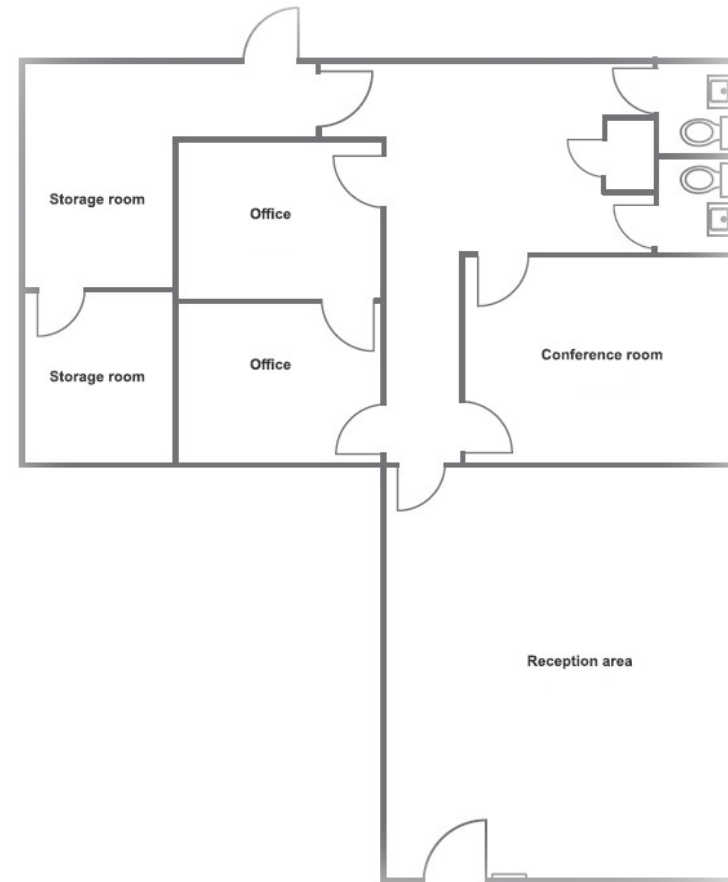 Storage room
Office
Conference room
Storage room
Office
Reception area